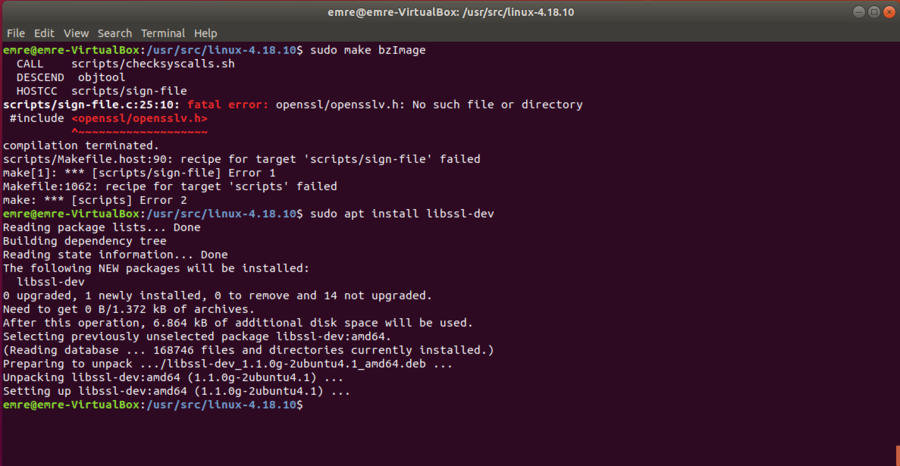 emre@emre-VirtualBox: /usr/src/linux-4.18.10
File Edit View Search Terminal Help
emre@emre-VirtualBox:/usr/src/linux-4.18.10$ sudo make bzImage
  CALL    scripts/checksyscalls.sh
  DESCEND  objtool
  HOSTCC  scripts/sign-file
scripts/sign-file.c:25:10: fatal error: openssl/opensslv.h: No such file or directory
 #include <openssl/opensslv.h>
          ^~~~~~~~~~~~~~~~~~~~
compilation terminated.
scripts/Makefile.host:90: recipe for target 'scripts/sign-file' failed
make[1]: *** [scripts/sign-file] Error 1
Makefile:1062: recipe for target 'scripts' failed
make: *** [scripts] Error 2
emre@emre-VirtualBox:/usr/src/linux-4.18.10$ sudo apt install libssl-dev
Reading package lists... Done
Building dependency tree
Reading state information... Done
The following NEW packages will be installed:
  libssl-dev
0 upgraded, 1 newly installed, 0 to remove and 14 not upgraded.
Need to get 0 B/1.372 kB of archives.
After this operation, 6.864 kB of additional disk space will be used.
Selecting previously unselected package libssl-dev:amd64.
(Reading database ... 168746 files and directories currently installed.)
Preparing to unpack .../libssl-dev_1.1.0g-2ubuntu4.1_amd64.deb ...
Unpacking libssl-dev:amd64 (1.1.0g-2ubuntu4.1) ...
Setting up libssl-dev:amd64 (1.1.0g-2ubuntu4.1) ...
emre@emre-VirtualBox:/usr/src/linux-4.18.10$